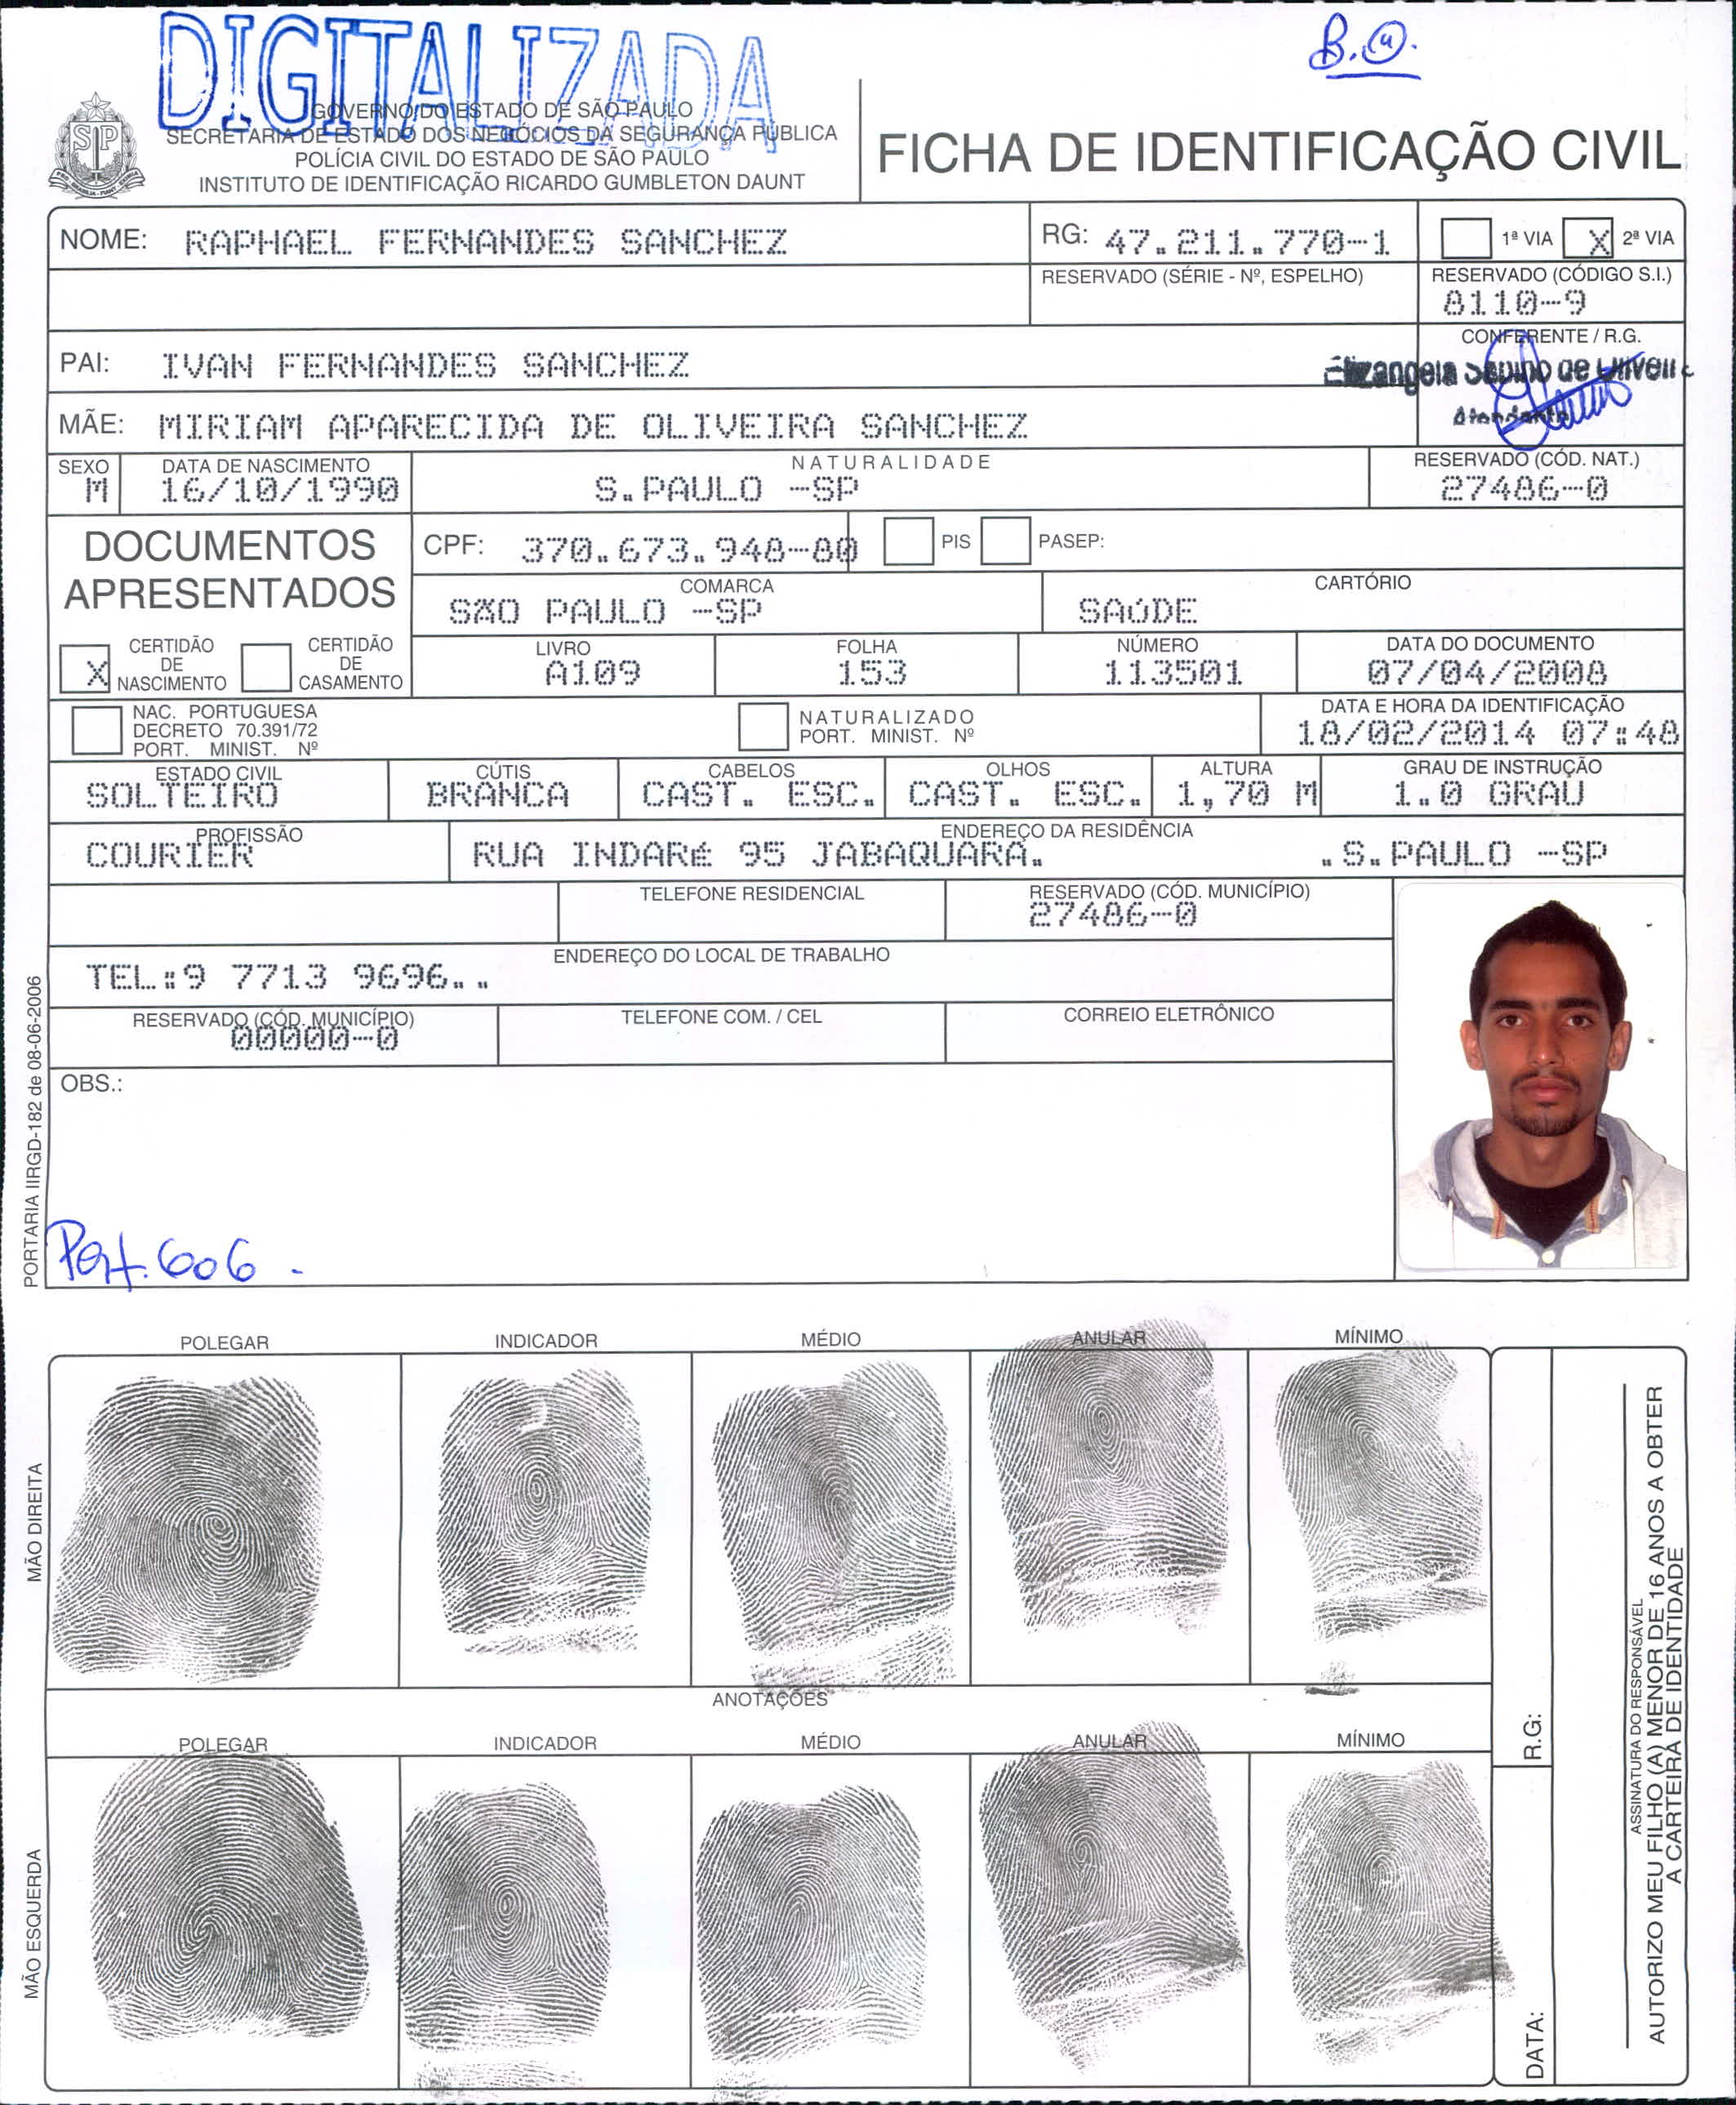 DIGITALIZADA
GOVERNO DO ESTADO DE SÃO PAULO
SECRETARIA DE ESTADO DOS NEGÓCIOS DA SEGURANÇA PÚBLICA
POLÍCIA CIVIL DO ESTADO DE SÃO PAULO
INSTITUTO DE IDENTIFICAÇÃO RICARDO GUMBLETON DAUNT
FICHA DE IDENTIFICAÇÃO CIVIL
NOME: RAPHAEL FERNANDES SANCHEZ
RG: 47.211.770-1
1ª VIA X 2ª VIA
RESERVADO (SÉRIE - Nº, ESPELHO)
RESERVADO (CÓDIGO S.I.)
8110-9
PAI: IVAN FERNANDES SANCHEZ
CONFERENTE / R.G.
MÃE: MIRIAM APARECIDA DE OLIVEIRA SANCHEZ
Atendente
SEXO
M
DATA DE NASCIMENTO
16/10/1990
NATURALIDADE
S.PAULO -SP
RESERVADO (CÓD. NAT.)
27486-0
DOCUMENTOS
APRESENTADOS
CPF: 370.673.948-80
PIS
PASEP:
COMARCA
SÃO PAULO -SP
CARTÓRIO
SAúDE
X CERTIDÃO
DE
NASCIMENTO
CERTIDÃO
DE
CASAMENTO
LIVRO
A109
FOLHA
153
NÚMERO
113501
DATA DO DOCUMENTO
07/04/2008
NAC. PORTUGUESA
DECRETO 70.391/72
PORT. MINIST. Nº
NATURALIZADO
PORT. MINIST. Nº
DATA E HORA DA IDENTIFICAÇÃO
18/02/2014 07:48
ESTADO CIVIL
SOLTEIRO
CÚTIS
BRANCA
CABELOS
CAST. ESC.
OLHOS
CAST. ESC.
ALTURA
1,70 M
GRAU DE INSTRUÇÃO
1.0 GRAU
PROFISSÃO
COURIER
ENDEREÇO DA RESIDÊNCIA
RUA INDARé 95 JABAQUARA. .S.PAULO -SP
TELEFONE RESIDENCIAL
RESERVADO (CÓD. MUNICÍPIO)
27486-0
ENDEREÇO DO LOCAL DE TRABALHO
TEL:9 7713 9696..
RESERVADO (CÓD. MUNICÍPIO)
00000-0
TELEFONE COM. / CEL
CORREIO ELETRÔNICO
OBS.:
Port. 606 -
PORTARIA IIRGD-182 de 08-06-2006
POLEGAR INDICADOR MÉDIO ANULAR MÍNIMO
MÃO DIREITA
ANOTAÇÕES
POLEGAR INDICADOR MÉDIO ANULAR MÍNIMO
MÃO ESQUERDA
R.G:
DATA:
ASSINATURA DO RESPONSÁVEL
AUTORIZO MEU FILHO (A) MENOR DE 16 ANOS A OBTER
A CARTEIRA DE IDENTIDADE